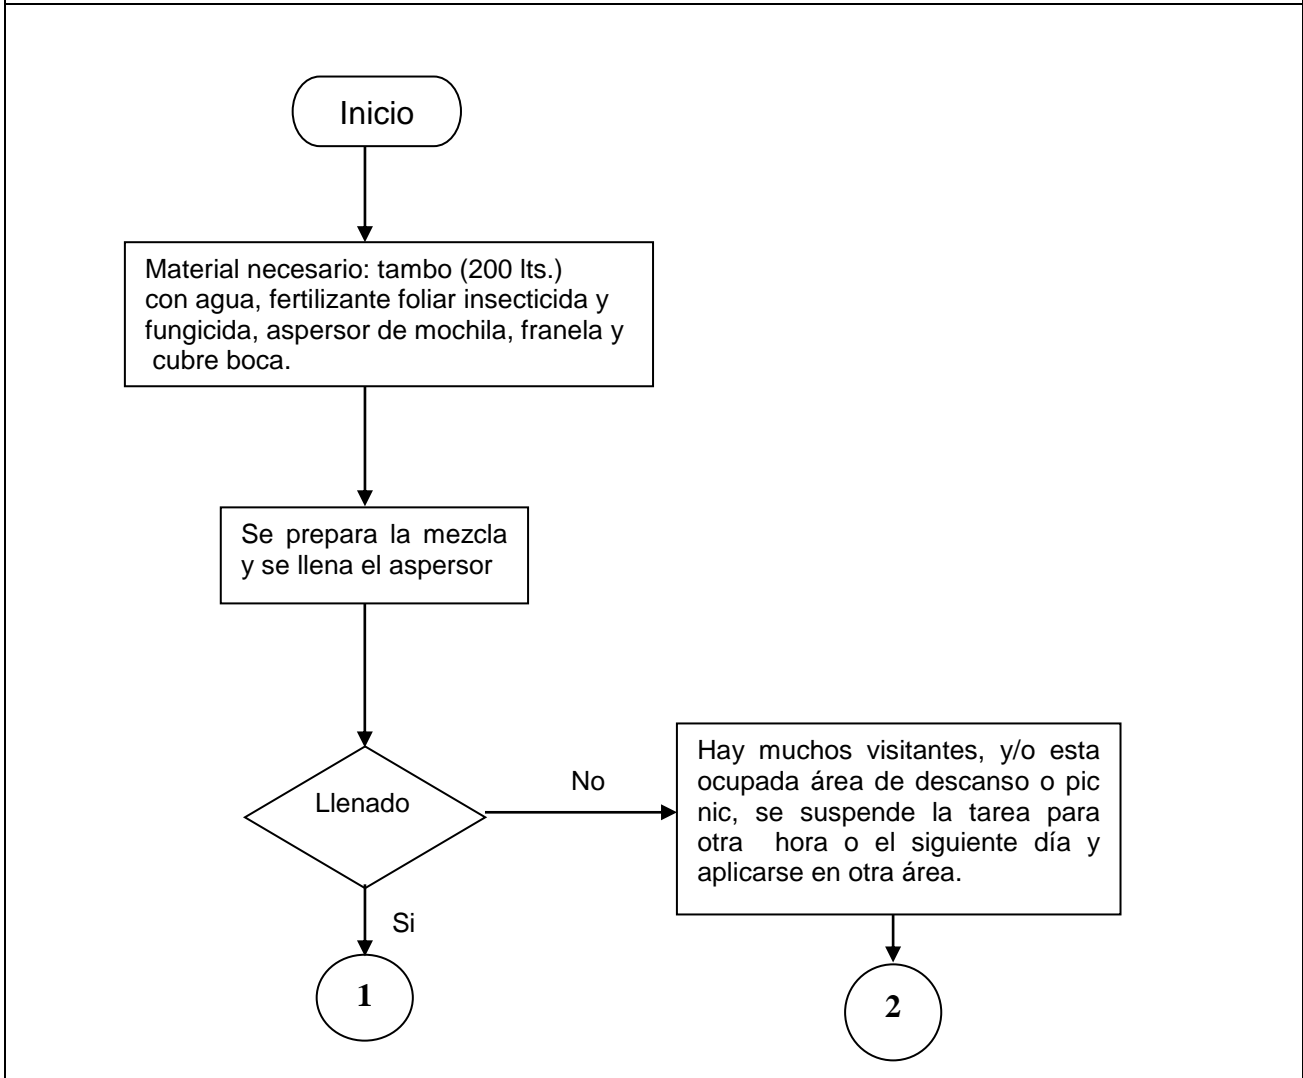 Inicio
Material necesario: tambo (200 lts.)
con agua, fertilizante foliar insecticida y
fungicida, aspersor de mochila, franela y
cubre boca.
Se prepara la mezcla
y se llena el aspersor
Llenado
No
Hay muchos visitantes, y/o esta
ocupada área de descanso o pic
nic, se suspende la tarea para
otra hora o el siguiente día y
aplicarse en otra área.
Si
1
2